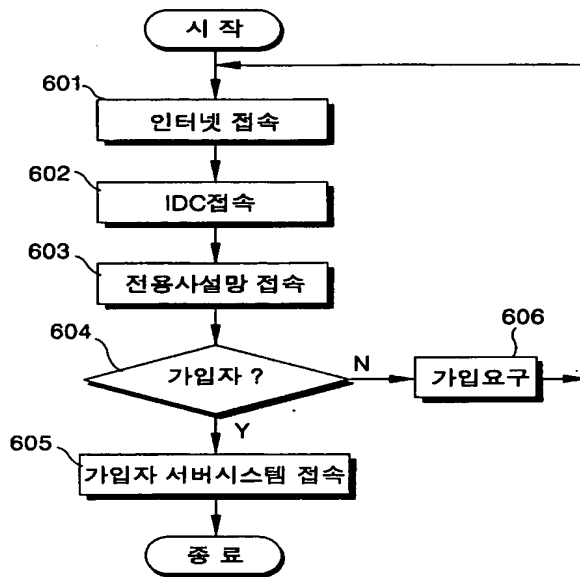 시 작
601
인터넷 접속
602
IDC접속
603
전용사설망 접속
604
가입자 ?
N
606
가입요구
Y
605
가입자 서버시스템 접속
종 료